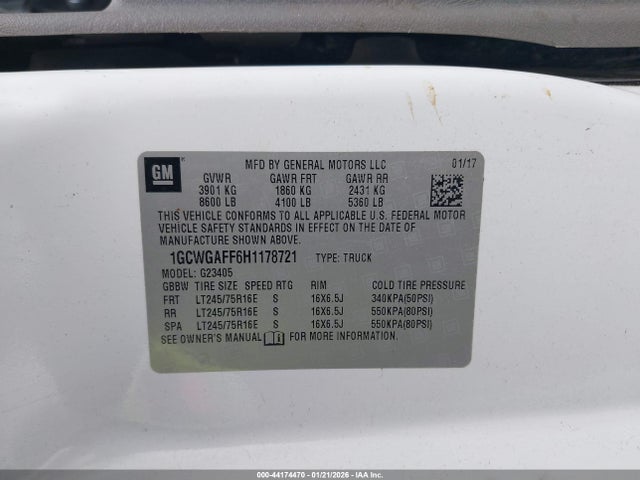 MFD BY GENERAL MOTORS LLC 01/17
GM
GVWR GAWR FRT GAWR RR
3901 KG 1860 KG 2431 KG
8600 LB 4100 LB 5360 LB
THIS VEHICLE CONFORMS TO ALL APPLICABLE U.S. FEDERAL MOTOR
VEHICLE SAFETY STANDARDS IN EFFECT ON THE DATE OF
MANUFACTURE SHOWN ABOVE.
1GCWGAFF6H1178721 TYPE: TRUCK
MODEL: G23405
GBBW TIRE SIZE SPEED RTG RIM COLD TIRE PRESSURE
FRT LT245/75R16E S 16X6.5J 340KPA(50PSI)
RR LT245/75R16E S 16X6.5J 550KPA(80PSI)
SPA LT245/75R16E S 16X6.5J 550KPA(80PSI)
SEE OWNER'S MANUAL FOR MORE INFORMATION.
000-44174470 - 01/21/2026 - IAA Inc.